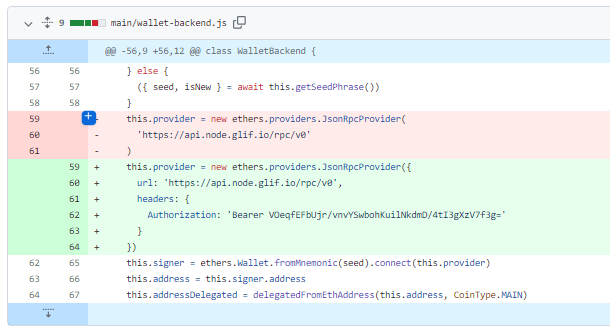 9 main/wallet-backend.js
@@ -56,9 +56,12 @@ class WalletBackend {
56 56 } else {
57 57 ({ seed, isNew } = await this.getSeedPhrase())
58 58 }
59 - this.provider = new ethers.providers.JsonRpcProvider(
60 - 'https://api.node.glif.io/rpc/v0'
61 - )
59 + this.provider = new ethers.providers.JsonRpcProvider({
60 + url: 'https://api.node.glif.io/rpc/v0',
61 + headers: {
62 + Authorization: 'Bearer VOeqfEFbUjr/vnvYSwbohKuilNkdmD/4tI3gXzV7f3g='
63 + }
64 + })
62 65 this.signer = ethers.Wallet.fromMnemonic(seed).connect(this.provider)
63 66 this.address = this.signer.address
64 67 this.addressDelegated = delegatedFromEthAddress(this.address, CoinType.MAIN)